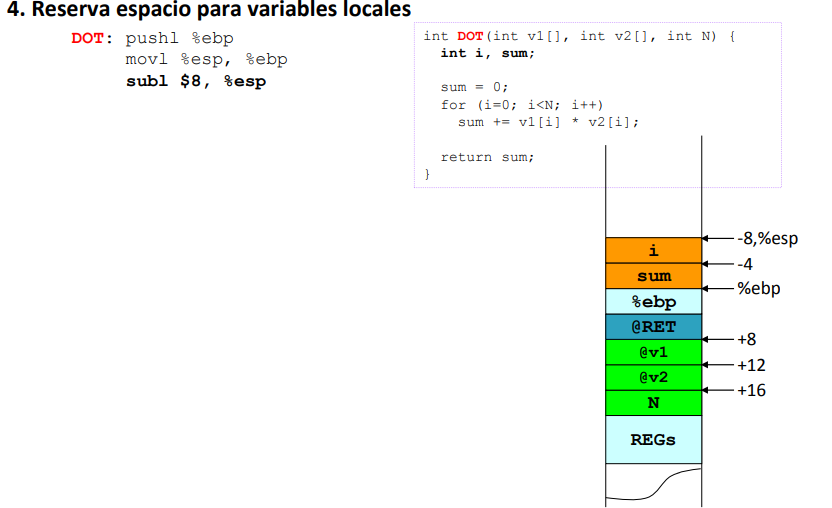 4. Reserva espacio para variables locales
DOT: pushl %ebp
movl %esp, %ebp
subl $8, %esp
int DOT(int v1[], int v2[], int N) {
int i, sum;
sum = 0;
for (i=0; i<N; i++)
sum += v1[i] * v2[i];
return sum;
}
i
sum
%ebp
@RET
@v1
@v2
N
REGs
-8,%esp
-4
%ebp
+8
+12
+16